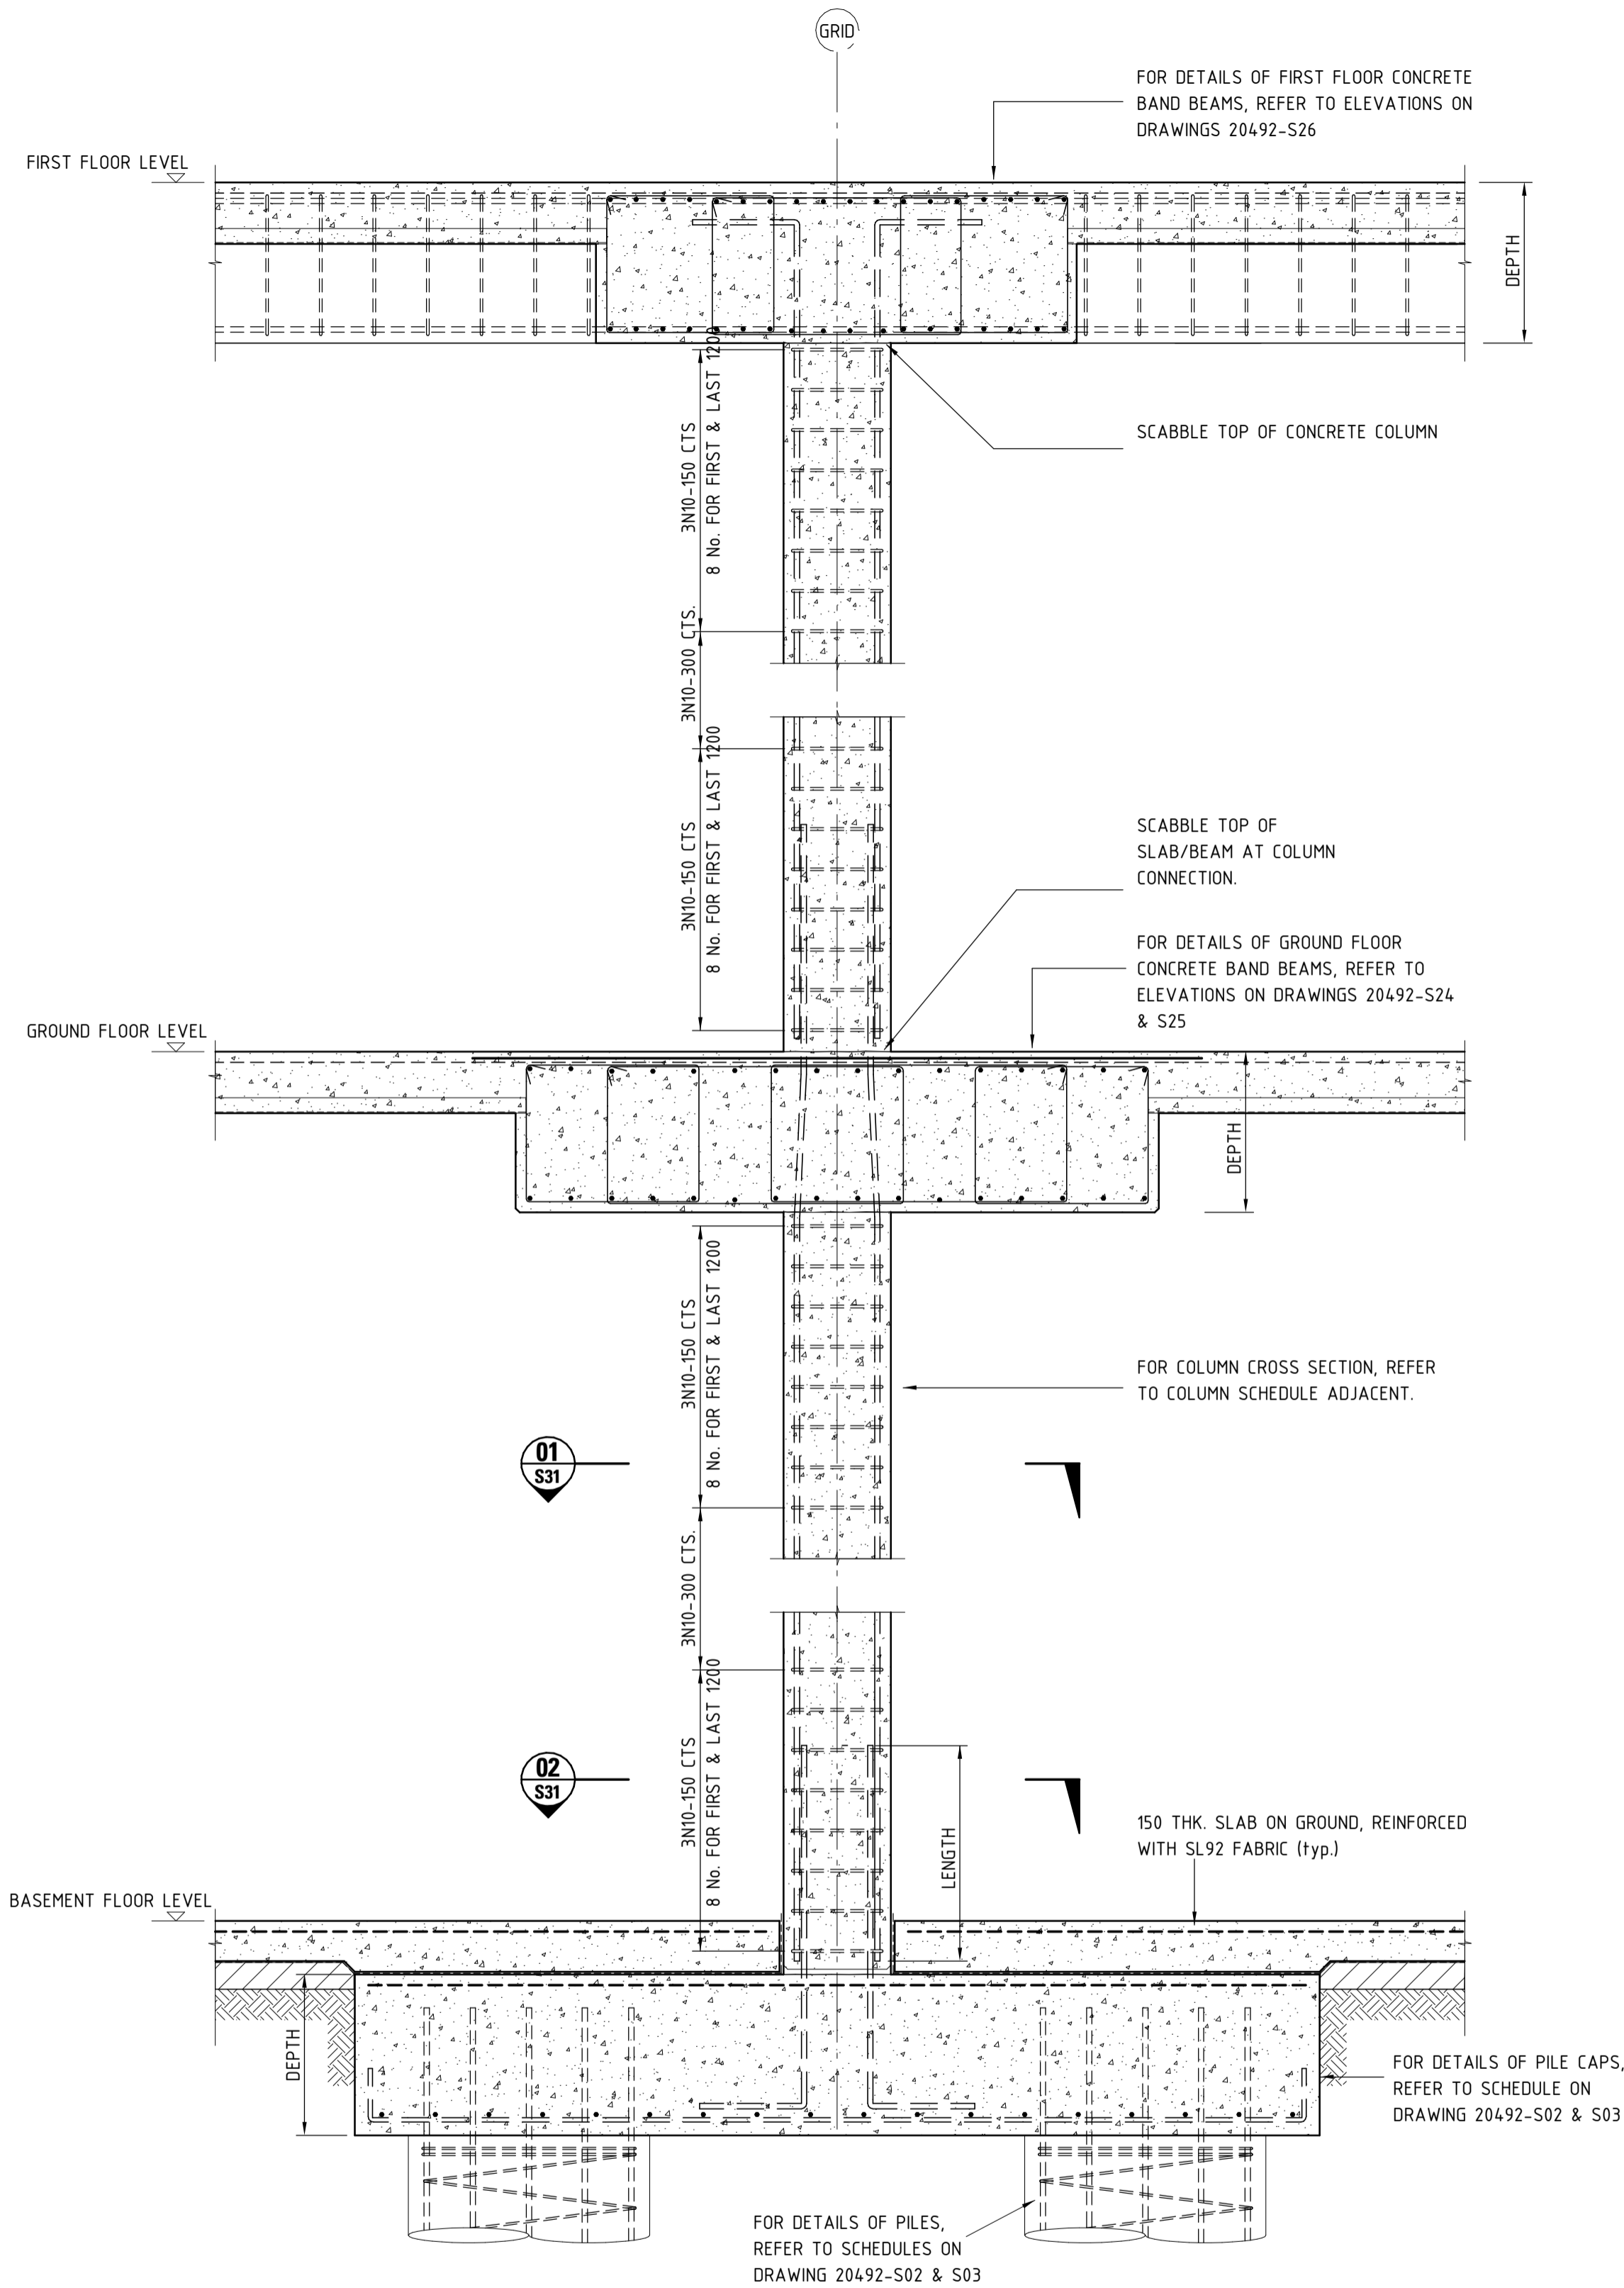 GRID
FOR DETAILS OF FIRST FLOOR CONCRETE
BAND BEAMS, REFER TO ELEVATIONS ON
DRAWINGS 20492-S26
FIRST FLOOR LEVEL
DEPTH
SCABBLE TOP OF CONCRETE COLUMN
3N10-150 CTS
8 No. FOR FIRST & LAST 1200
3N10-300 CTS.
3N10-150 CTS
8 No. FOR FIRST & LAST 1200
SCABBLE TOP OF
SLAB/BEAM AT COLUMN
CONNECTION.
FOR DETAILS OF GROUND FLOOR
CONCRETE BAND BEAMS, REFER TO
ELEVATIONS ON DRAWINGS 20492-S24
& S25
GROUND FLOOR LEVEL
DEPTH
3N10-150 CTS
8 No. FOR FIRST & LAST 1200
FOR COLUMN CROSS SECTION, REFER
TO COLUMN SCHEDULE ADJACENT.
01
S31
3N10-300 CTS.
3N10-150 CTS
8 No. FOR FIRST & LAST 1200
02
S31
LENGTH
150 THK. SLAB ON GROUND, REINFORCED
WITH SL92 FABRIC (typ.)
BASEMENT FLOOR LEVEL
DEPTH
FOR DETAILS OF PILE CAPS,
REFER TO SCHEDULE ON
DRAWING 20492-S02 & S03
FOR DETAILS OF PILES,
REFER TO SCHEDULES ON
DRAWING 20492-S02 & S03